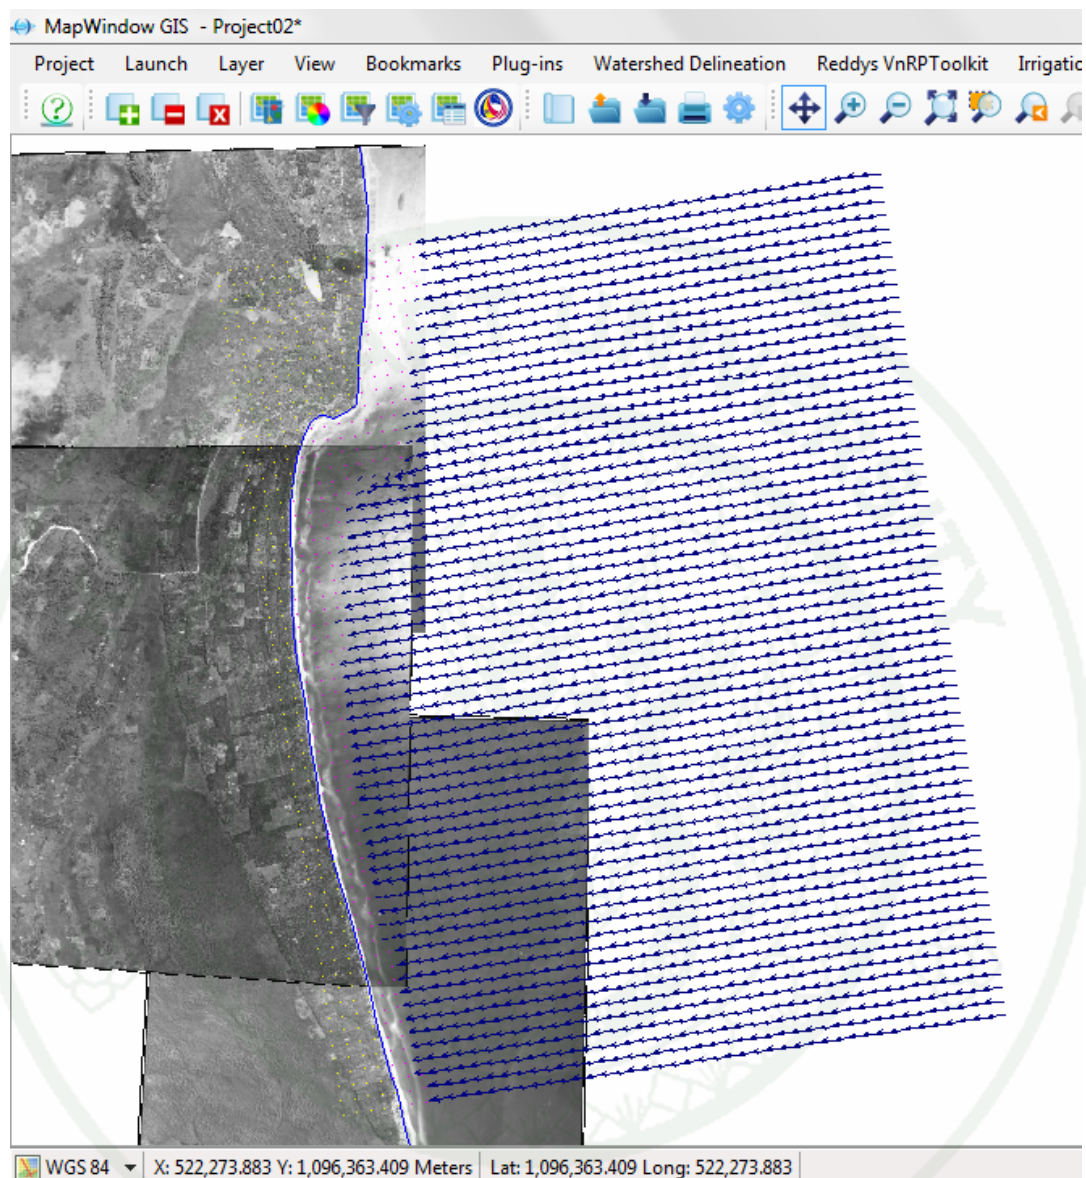 MapWindow GIS - Project02*
Project Launch Layer View Bookmarks Plug-ins Watershed Delineation Reddys VnRPToolkit
WGS 84 X: 522,273.883 Y: 1,096,363.409 Meters Lat: 1,096,363.409 Long: 522,273.883